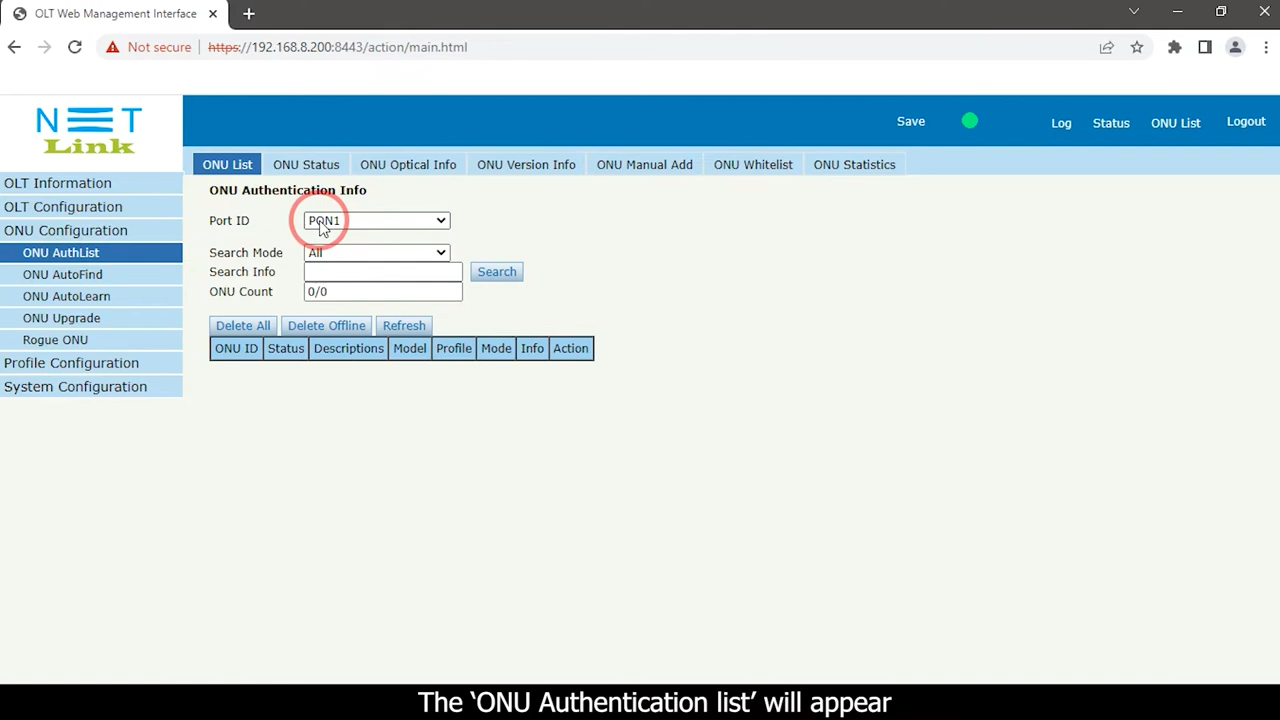 OLT Web Management Interface
Not secure https://192.168.8.200:8443/action/main.html
NET
Link
Save Log Status ONU List Logout
ONU List ONU Status ONU Optical Info ONU Version Info ONU Manual Add ONU Whitelist ONU Statistics
OLT Information
OLT Configuration
ONU Configuration
ONU AuthList
ONU AutoFind
ONU AutoLearn
ONU Upgrade
Rogue ONU
Profile Configuration
System Configuration
ONU Authentication Info
Port ID PON1
Search Mode All
Search Info Search
ONU Count 0/0
Delete All Delete Offline Refresh
ONU ID Status Descriptions Model Profile Mode Info Action
The ‘ONU Authentication list’ will appear